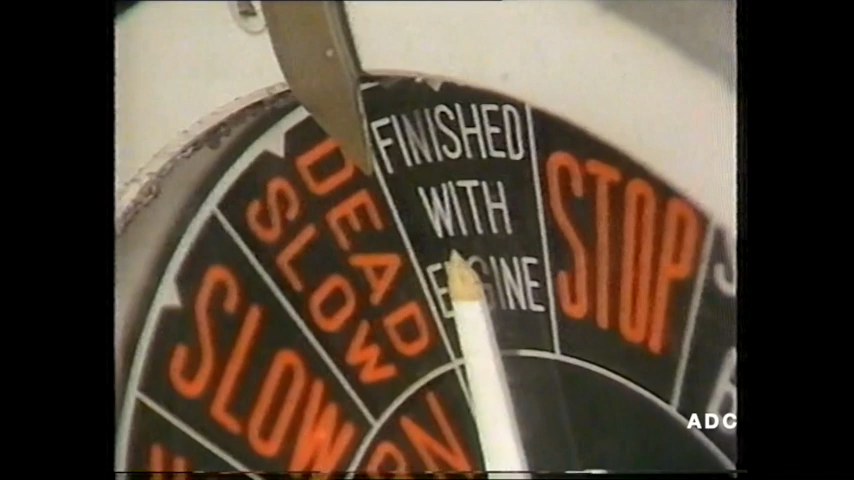 FINISHED
WITH
ENGINE
STOP
DEAD
SLOW
SLOW
ADC